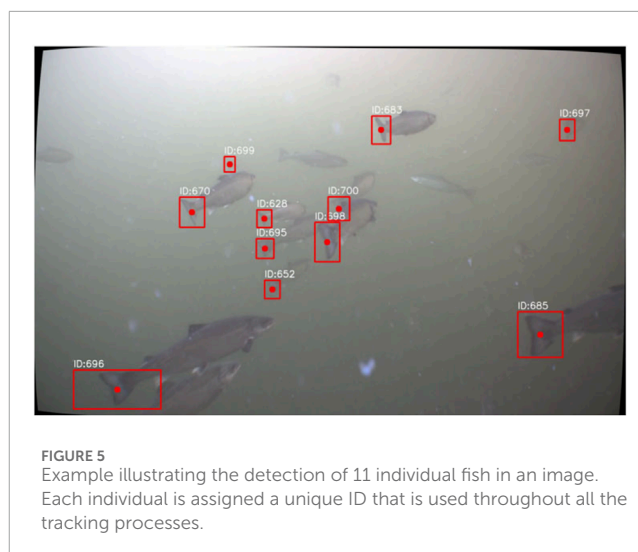 ID:683
ID:697
ID:699
ID:670
ID:628
ID:700
ID:698
ID:695
ID:652
ID:685
ID:696
FIGURE 5
Example illustrating the detection of 11 individual fish in an image.
Each individual is assigned a unique ID that is used throughout all the
tracking processes.